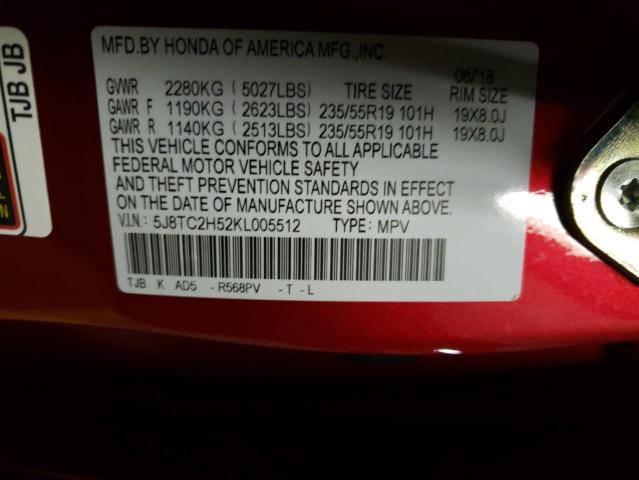 TJB JB
MFD.BY HONDA OF AMERICA MFG.,INC.
06/18
GVWR 2280KG ( 5027LBS) TIRE SIZE RIM SIZE
GAWR F 1190KG ( 2623LBS) 235/55R19 101H 19X8.0J
GAWR R 1140KG ( 2513LBS) 235/55R19 101H 19X8.0J
THIS VEHICLE CONFORMS TO ALL APPLICABLE
FEDERAL MOTOR VEHICLE SAFETY
AND THEFT PREVENTION STANDARDS IN EFFECT
ON THE DATE OF MANUFACTURE SHOWN ABOVE.
V.I.N.: 5J8TC2H52KL005512 TYPE: MPV
TJB K AD5 -R568PV -T -L